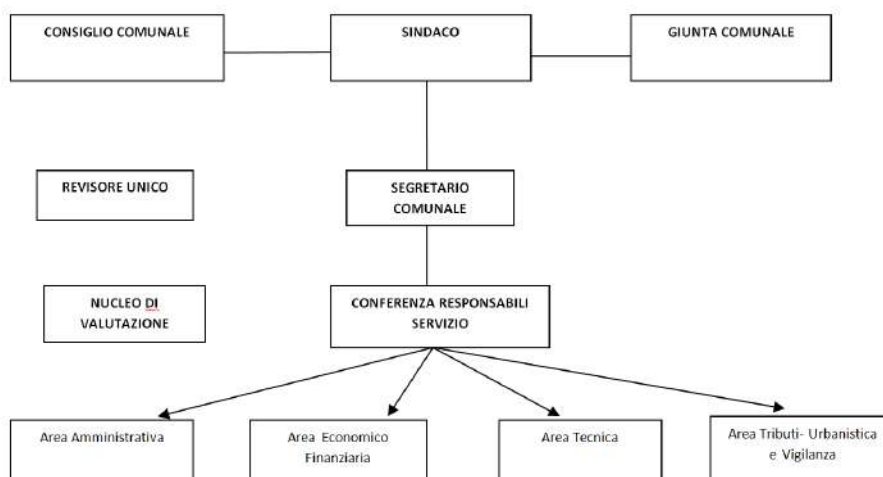 CONSIGLIO COMUNALE
SINDACO
GIUNTA COMUNALE
REVISORE UNICO
SEGRETARIO
COMUNALE
NUCLEO DI
VALUTAZIONE
CONFERENZA RESPONSABILI
SERVIZIO
Area Amministrativa
Area Economico
Finanziaria
Area Tecnica
Area Tributi- Urbanistica
e Vigilanza